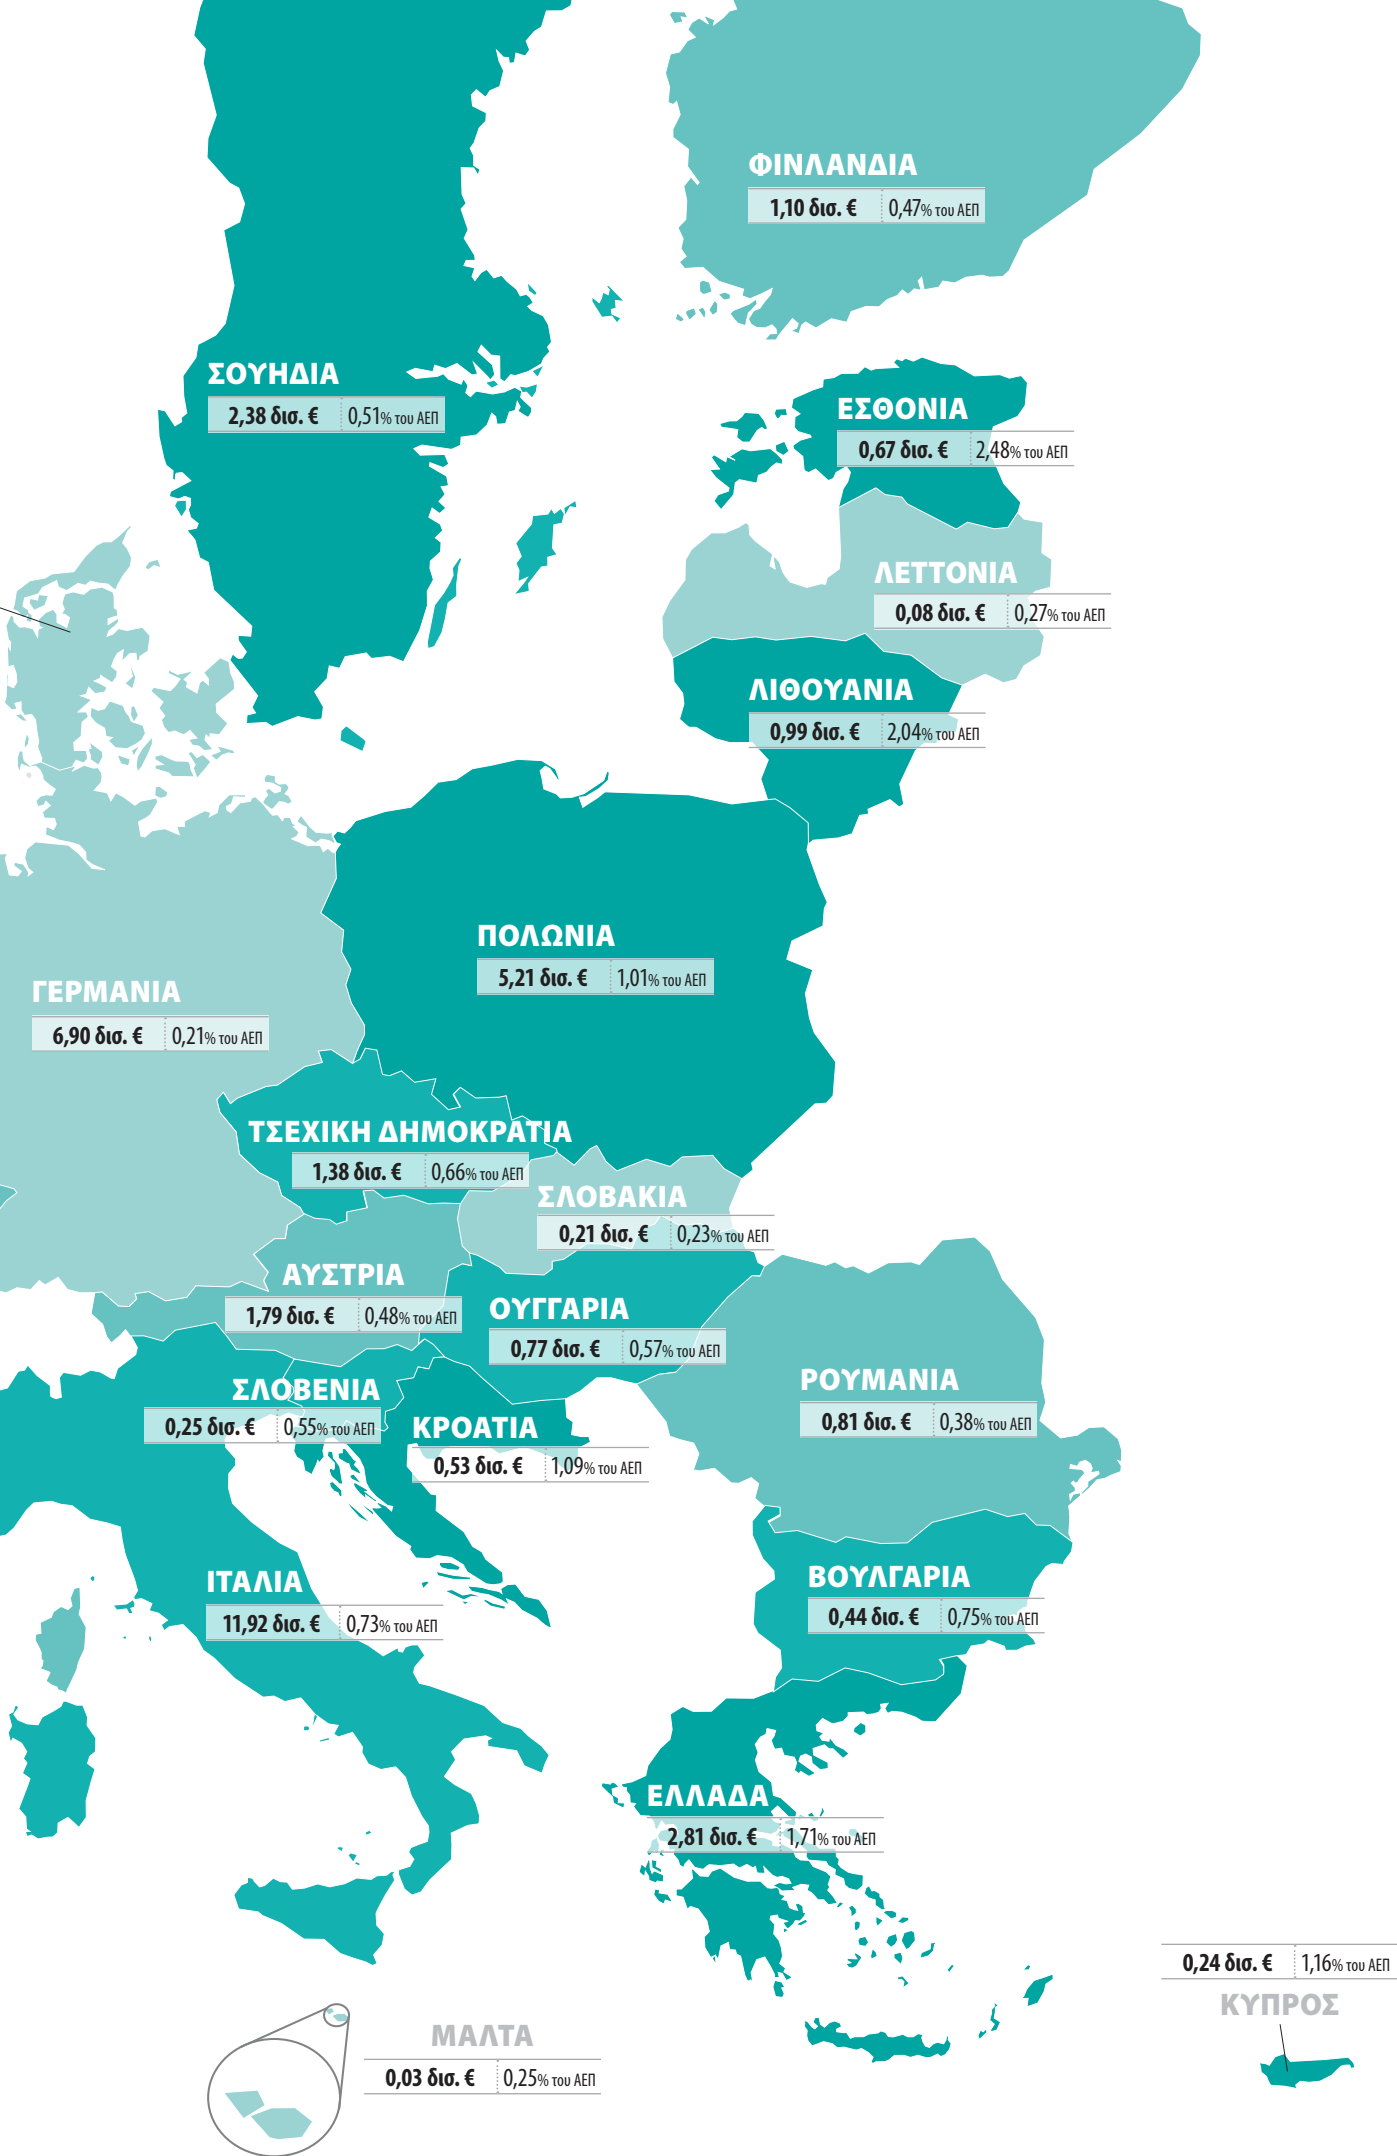 ΦΙΝΛΑΝΔΙΑ
1,10 δισ. € 0,47% του ΑΕΠ
ΣΟΥΗΔΙΑ
2,38 δισ. € 0,51% του ΑΕΠ
ΕΣΘΟΝΙΑ
0,67 δισ. € 2,48% του ΑΕΠ
ΛΕΤΤΟΝΙΑ
0,08 δισ. € 0,27% του ΑΕΠ
ΛΙΘΟΥΑΝΙΑ
0,99 δισ. € 2,04% του ΑΕΠ
ΠΟΛΩΝΙΑ
5,21 δισ. € 1,01% του ΑΕΠ
ΓΕΡΜΑΝΙΑ
6,90 δισ. € 0,21% του ΑΕΠ
ΤΣΕΧΙΚΗ ΔΗΜΟΚΡΑΤΙΑ
1,38 δισ. € 0,66% του ΑΕΠ
ΣΛΟΒΑΚΙΑ
0,21 δισ. € 0,23% του ΑΕΠ
ΑΥΣΤΡΙΑ
1,79 δισ. € 0,48% του ΑΕΠ
ΟΥΓΓΑΡΙΑ
0,77 δισ. € 0,57% του ΑΕΠ
ΡΟΥΜΑΝΙΑ
0,81 δισ. € 0,38% του ΑΕΠ
ΣΛΟΒΕΝΙΑ
0,25 δισ. € 0,55% του ΑΕΠ
ΚΡΟΑΤΙΑ
0,53 δισ. € 1,09% του ΑΕΠ
ΒΟΥΛΓΑΡΙΑ
0,44 δισ. € 0,75% του ΑΕΠ
ΙΤΑΛΙΑ
11,92 δισ. € 0,73% του ΑΕΠ
ΕΛΛΑΔΑ
2,81 δισ. € 1,71% του ΑΕΠ
0,24 δισ. € 1,16% του ΑΕΠ
ΚΥΠΡΟΣ
ΜΑΛΤΑ
0,03 δισ. € 0,25% του ΑΕΠ